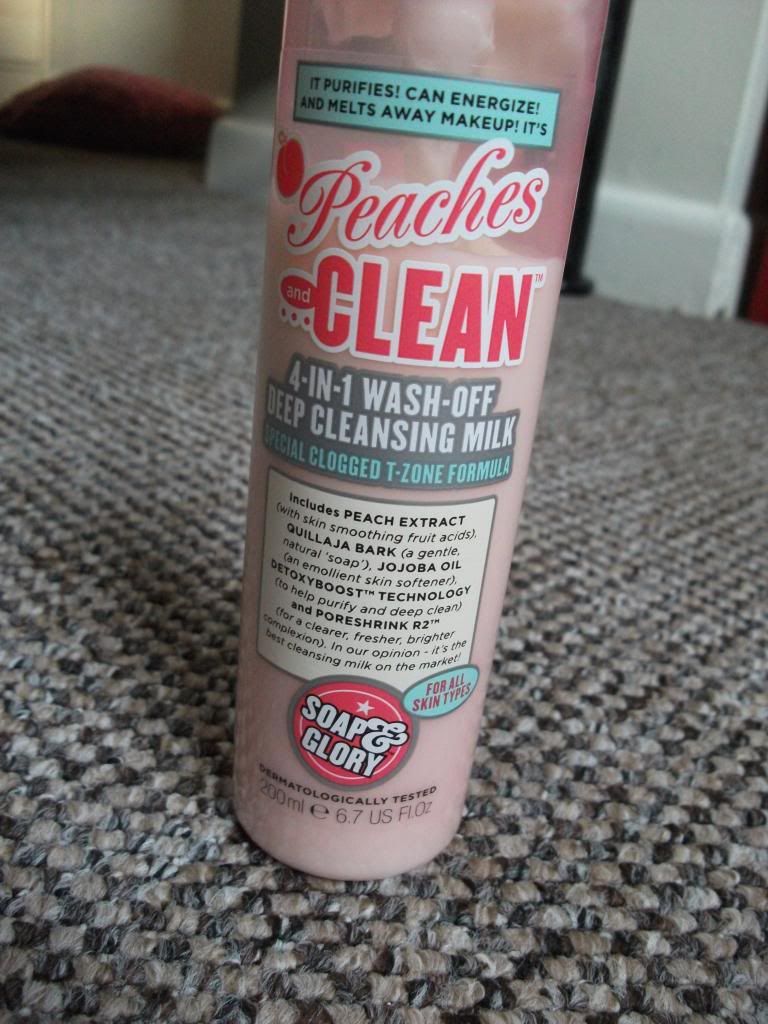 IT PURIFIES! CAN ENERGIZE!
AND MELTS AWAY MAKEUP! IT'S
Peaches
and
...CLEAN™
4-IN-1 WASH-OFF
DEEP CLEANSING MILK
SPECIAL CLOGGED T-ZONE FORMULA
Includes PEACH EXTRACT
(with skin smoothing fruit acids),
QUILLAJA BARK (a gentle,
natural 'soap'), JOJOBA OIL
(an emollient skin softener),
DETOXYBOOST™ TECHNOLOGY
(to help purify and deep clean)
and PORESHRINK R2™
(for a clearer, fresher, brighter
complexion). In our opinion - it's the
best cleansing milk on the market!
FOR ALL
SKIN TYPES
SOAP &
GLORY
DERMATOLOGICALLY TESTED
200ml e 6.7 US Fl.Oz